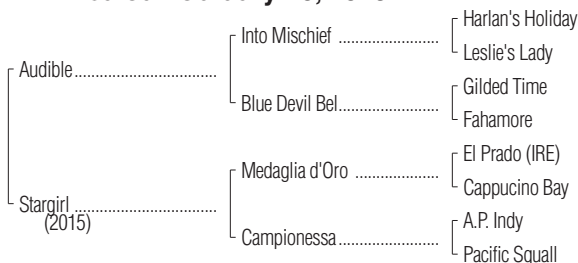 Harlan's Holiday
Into Mischief ........................
Leslie's Lady
Audible..................................
Gilded Time
Blue Devil Bel........................
Fahamore
El Prado (IRE)
Medaglia d'Oro ....................
Cappucino Bay
Stargirl ..................................
(2015)
A.P. Indy
Campionessa........................
Pacific Squall